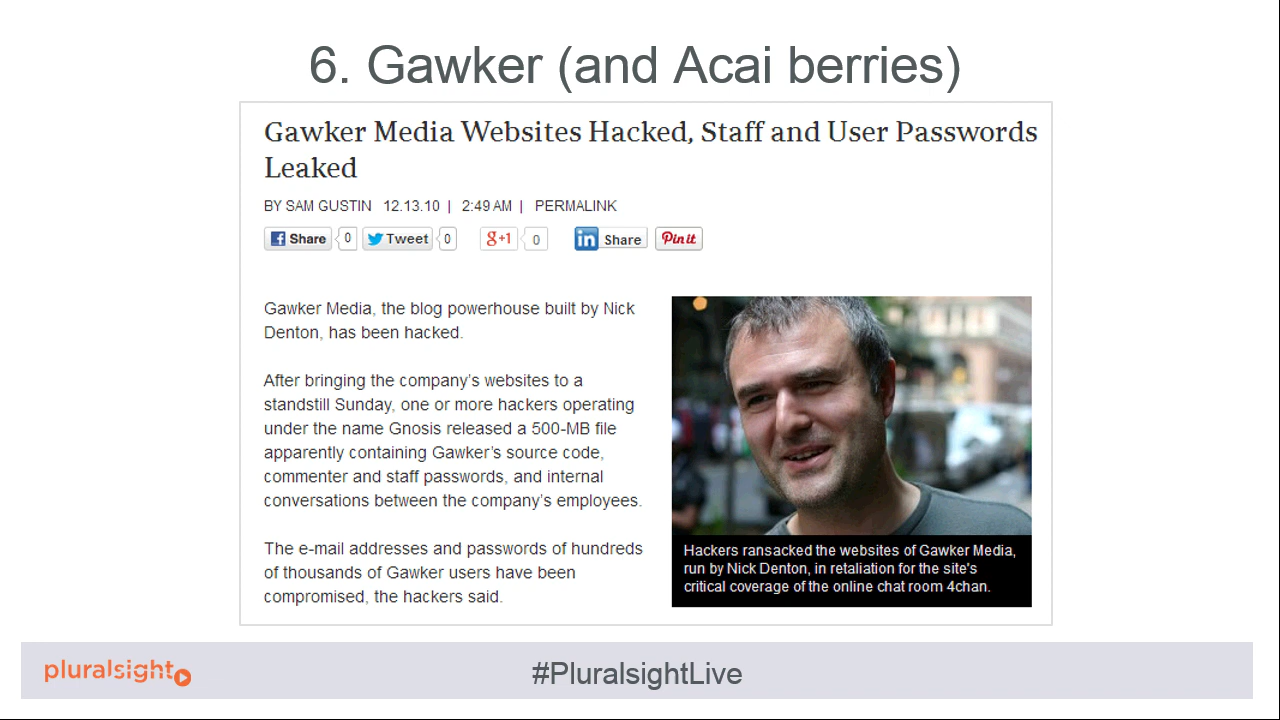 6. Gawker (and Acai berries)
Gawker Media Websites Hacked, Staff and User Passwords
Leaked
BY SAM GUSTIN 12.13.10 | 2:49 AM | PERMALINK
f Share 0 Tweet 0 g+1 0 in Share Pin it
Gawker Media, the blog powerhouse built by Nick
Denton, has been hacked.
After bringing the company's websites to a
standstill Sunday, one or more hackers operating
under the name Gnosis released a 500-MB file
apparently containing Gawker's source code,
commenter and staff passwords, and internal
conversations between the company's employees.
The e-mail addresses and passwords of hundreds
of thousands of Gawker users have been
compromised, the hackers said.
Hackers ransacked the websites of Gawker Media,
run by Nick Denton, in retaliation for the site's
critical coverage of the online chat room 4chan.
pluralsight
#PluralsightLive